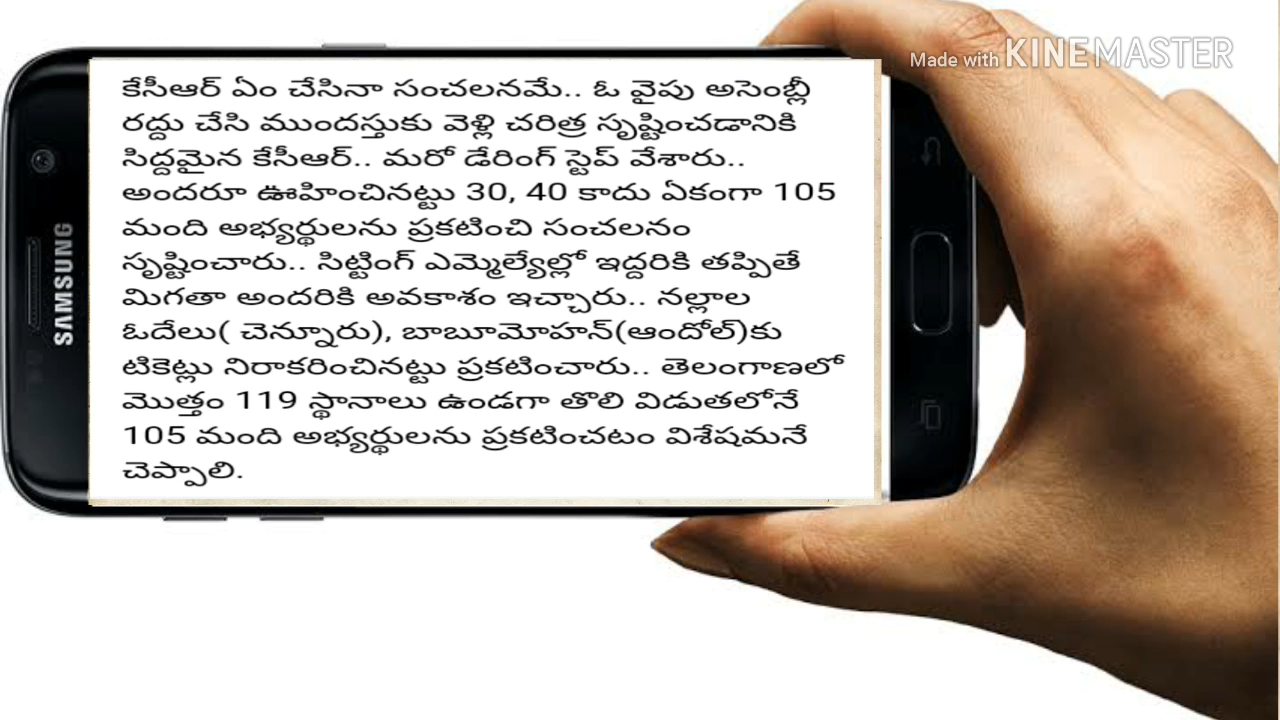 Made with KINEMASTER
కేసీఆర్ ఏం చేసినా సంచలనమే.. ఓ వైపు అసెంబ్లీ
రద్దు చేసి ముందస్తుకు వెళ్లి చరిత్ర సృష్టించడానికి
సిద్దమైన కేసీఆర్.. మరో డేరింగ్ స్టెప్ వేశారు..
అందరూ ఊహించినట్టు 30, 40 కాదు ఏకంగా 105
మంది అభ్యర్థులను ప్రకటించి సంచలనం
సృష్టించారు.. సిట్టింగ్ ఎమ్మెల్యేల్లో ఇద్దరికి తప్పితే
మిగతా అందరికి అవకాశం ఇచ్చారు.. నల్లాల
ఓదేలు( చెన్నూరు), బాబూమోహన్(ఆందోల్)కు
టికెట్లు నిరాకరించినట్టు ప్రకటించారు.. తెలంగాణలో
మొత్తం 119 స్థానాలు ఉండగా తొలి విడుతలోనే
105 మంది అభ్యర్థులను ప్రకటించటం విశేషమనే
చెప్పాలి.
SAMSUNG